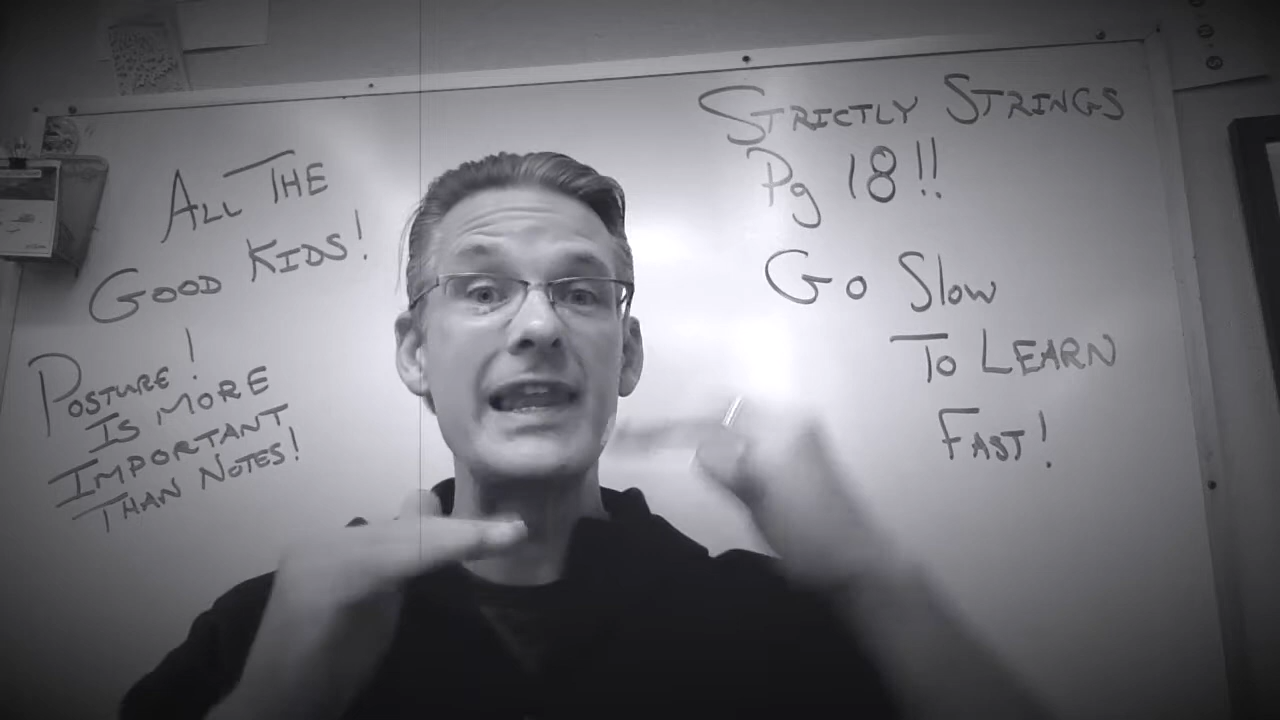 ALL THE
GOOD KIDS!
POSTURE!
IS MORE
IMPORTANT
THAN NOTES!
STRICTLY STRINGS
Pg 18!!
GO Slow
TO LEARN
FAST!